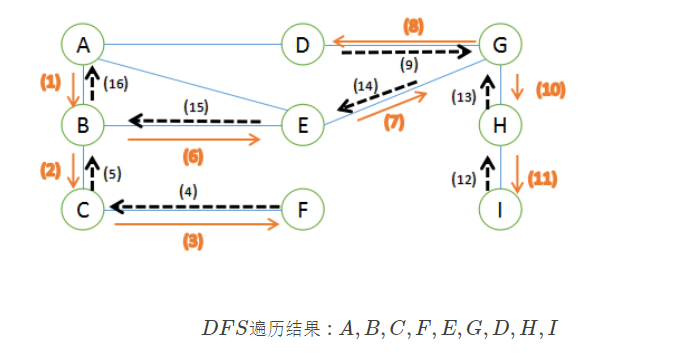 (8)
A D G
(9)
(1) (16) (14) (13) (10)
(15)
B E H
(7)
(6)
(2) (5) (4) (12) (11)
C F I
(3)
DFS遍历结果：A, B, C, F, E, G, D, H, I